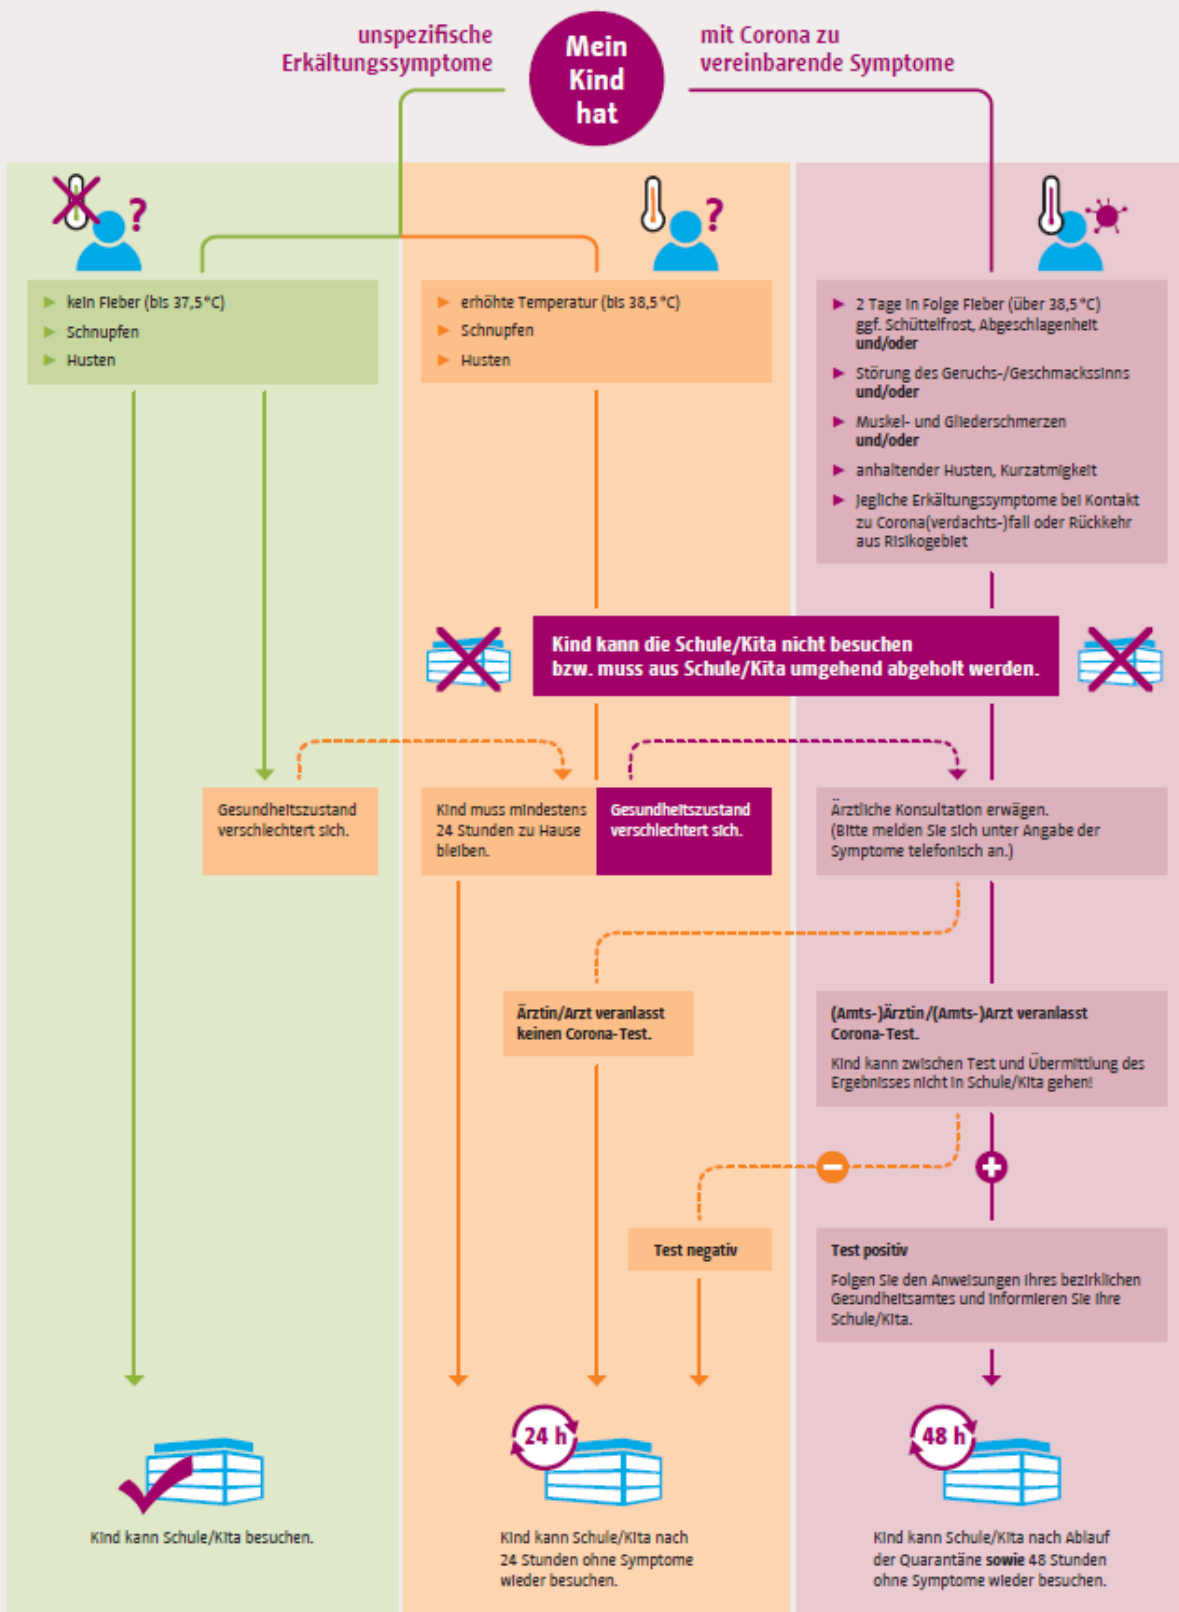 unspezifische
Erkältungssymptome
Mein
Kind
hat
mit Corona zu
vereinbarende Symptome
?
?
kein Fieber (bis 37,5 °C)
Schnupfen
Husten
erhöhte Temperatur (bis 38,5 °C)
Schnupfen
Husten
2 Tage in Folge Fieber (über 38,5 °C)
ggf. Schüttelfrost, Abgeschlagenheit
und/oder
Störung des Geruchs-/Geschmackssinns
und/oder
Muskel- und Gliederschmerzen
und/oder
anhaltender Husten, Kurzatmigkeit
Jegliche Erkältungssymptome bei Kontakt
zu Corona(verdachts-)fall oder Rückkehr
aus Risikogebiet
Kind kann die Schule/Kita nicht besuchen
bzw. muss aus Schule/Kita umgehend abgeholt werden.
Gesundheitszustand
verschlechtert sich.
Kind muss mindestens
24 Stunden zu Hause
bleiben.
Gesundheitszustand
verschlechtert sich.
Ärztliche Konsultation erwägen.
(Bitte melden Sie sich unter Angabe der
Symptome telefonisch an.)
Ärztin/Arzt veranlasst
keinen Corona-Test.
(Amts-)Ärztin/(Amts-)Arzt veranlasst
Corona-Test.
Kind kann zwischen Test und Übermittlung des
Ergebnisses nicht in Schule/Kita gehen!
Test negativ
Test positiv
Folgen Sie den Anweisungen Ihres bezirklichen
Gesundheitsamtes und informieren Sie Ihre
Schule/Kita.
24 h
48 h
Kind kann Schule/Kita besuchen.
Kind kann Schule/Kita nach
24 Stunden ohne Symptome
wieder besuchen.
Kind kann Schule/Kita nach Ablauf
der Quarantäne sowie 48 Stunden
ohne Symptome wieder besuchen.